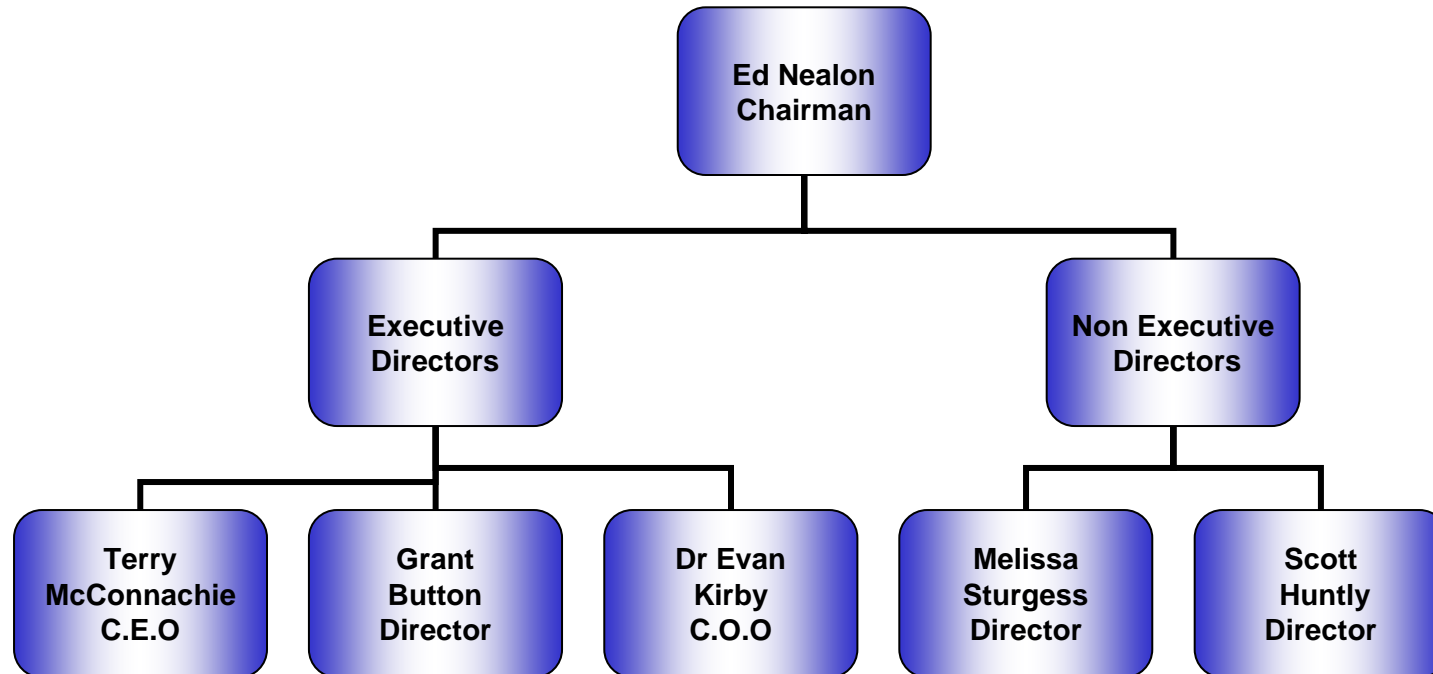 Ed Nealon
Chairman
Executive
Directors
Non Executive
Directors
Terry
McConnachie
C.E.O
Grant
Button
Director
Dr Evan
Kirby
C.O.O
Melissa
Sturgess
Director
Scott
Huntly
Director